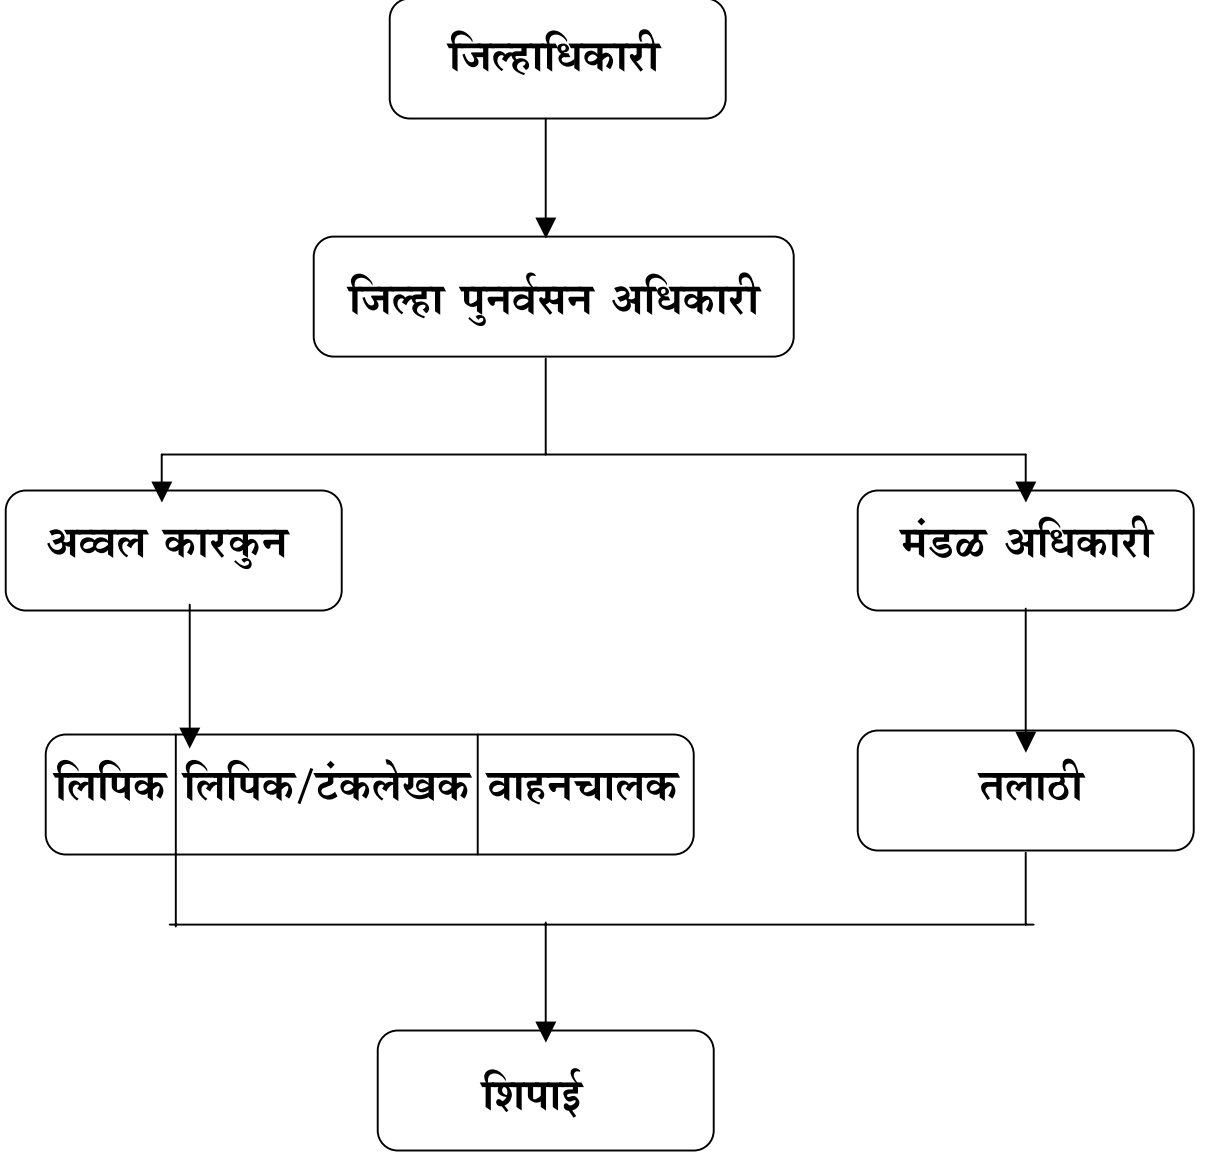 जिल्हाधिकारी
जिल्हा पुनर्वसन अधिकारी
अव्वल कारकुन
मंडळ अधिकारी
लिपिक लिपिक/टंकलेखक वाहनचालक
तलाठी
शिपाई